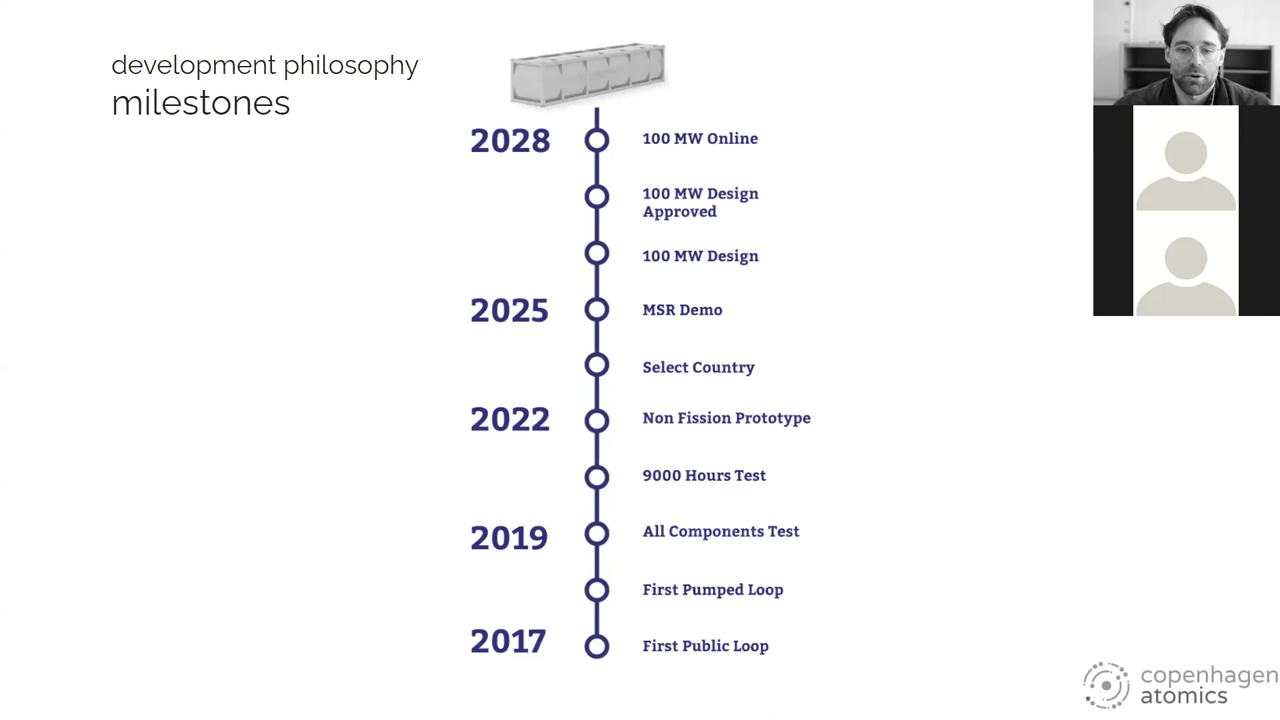 development philosophy
milestones
2028
100 MW Online
100 MW Design
Approved
100 MW Design
2025
MSR Demo
Select Country
2022
Non Fission Prototype
9000 Hours Test
2019
All Components Test
First Pumped Loop
2017
First Public Loop
copenhagen
atomics